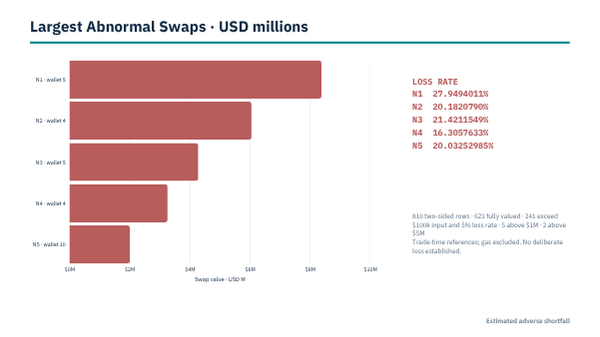 Largest Abnormal Swaps · USD millions
N1 · wallet 5
N2 · wallet 4
N3 · wallet 5
N4 · wallet 4
N5 · wallet 10
$0M $2M $4M $6M $8M $10M
Swap value · USD M
LOSS RATE
N1 27.9494011%
N2 20.1820790%
N3 21.4211549%
N4 16.3057633%
N5 20.03252985%
810 two-sided rows · 621 fully valued · 241 exceed
$100k input and 5% loss rate · 5 above $1M · 2 above
$5M
Trade-time references; gas excluded. No deliberate
loss established.
Estimated adverse shortfall